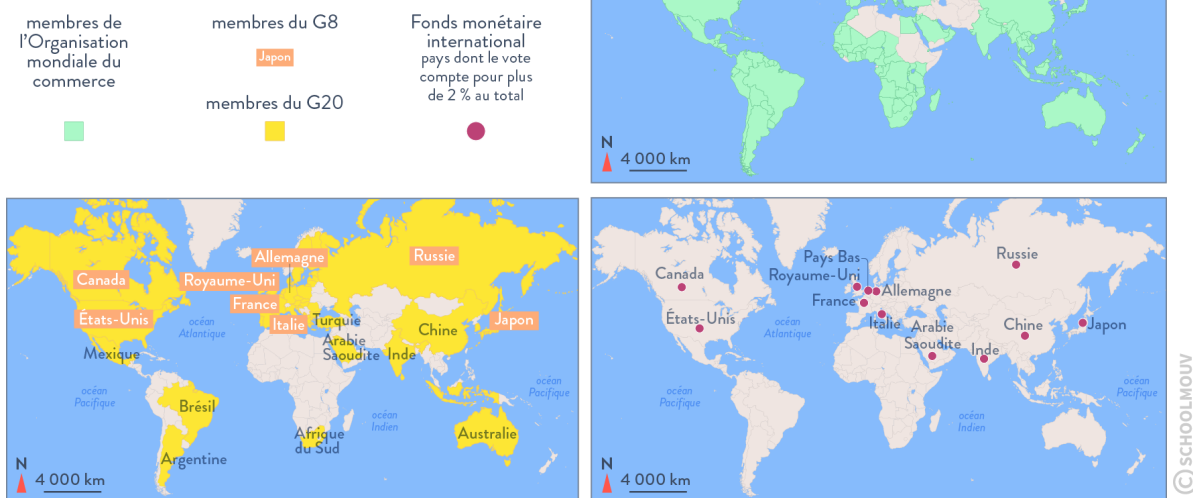 membres de
l'Organisation
mondiale du
commerce
membres du G8
Japon
membres du G20
Fonds monétaire
international
pays dont le vote
compte pour plus
de 2 % au total
N
4 000 km
Canada
États-Unis
Mexique
Brésil
Argentine
Allemagne
Royaume-Uni
France
Italie
Turquie
Arabie
Saoudite
Russie
Chine
Inde
Japon
Afrique
du Sud
Australie
océan
Atlantique
océan
Pacifique
océan
Indien
océan
Pacifique
N
4 000 km
Canada
États-Unis
Pays Bas
Royaume-Uni
France
Allemagne
Italie
Russie
Arabie
Saoudite
Inde
Chine
Japon
océan
Atlantique
océan
Pacifique
océan
Indien
océan
Pacifique
N
4 000 km
© SCHOOLMOUV